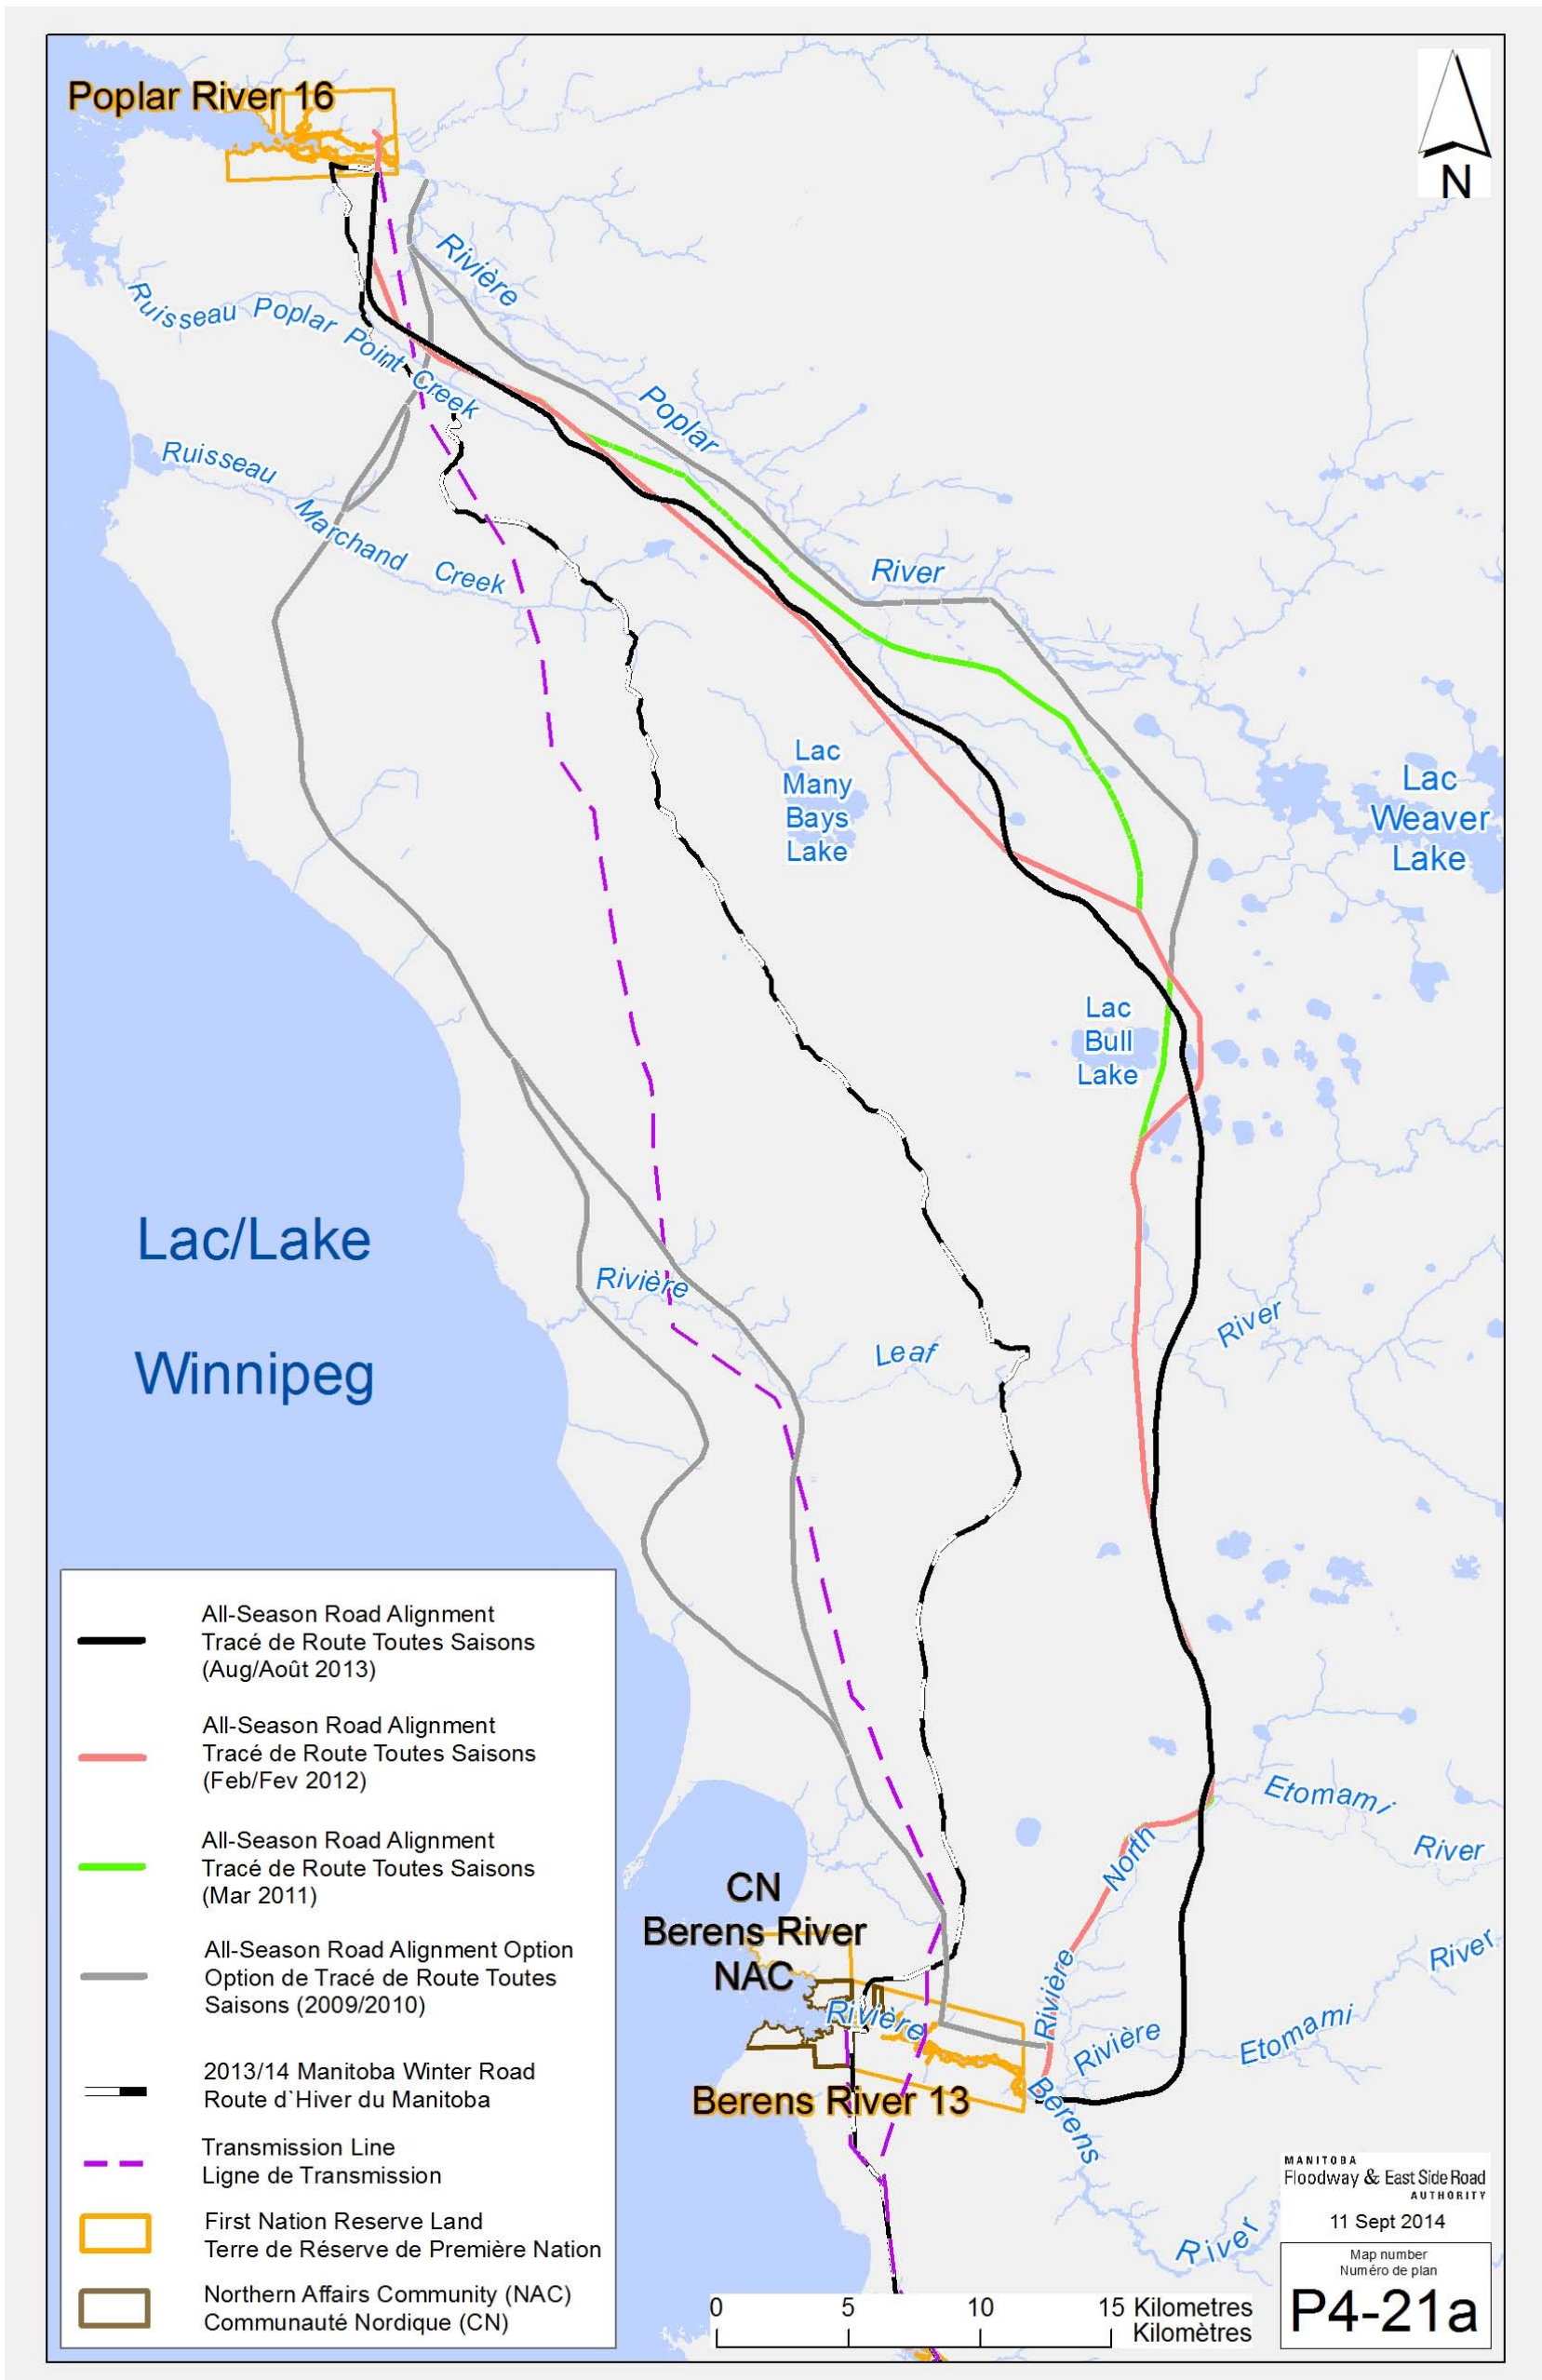 Poplar River 16
N
Rivière
Ruisseau Poplar Point Creek
Poplar
Ruisseau
Marchand Creek
River
Lac
Many
Bays
Lake
Lac
Weaver
Lake
Lac
Bull
Lake
Lac/Lake
Winnipeg
Rivière
Leaf
River
Etomami
River
North
Rivière
CN
Berens River
NAC
Rivière
Berens River 13
Rivière
Etomami
River
Berens
River
All-Season Road Alignment
Tracé de Route Toutes Saisons
(Aug/Août 2013)
All-Season Road Alignment
Tracé de Route Toutes Saisons
(Feb/Fev 2012)
All-Season Road Alignment
Tracé de Route Toutes Saisons
(Mar 2011)
All-Season Road Alignment Option
Option de Tracé de Route Toutes
Saisons (2009/2010)
2013/14 Manitoba Winter Road
Route d`Hiver du Manitoba
Transmission Line
Ligne de Transmission
First Nation Reserve Land
Terre de Réserve de Première Nation
Northern Affairs Community (NAC)
Communauté Nordique (CN)
0 5 10 15 Kilometres
Kilomètres
MANITOBA
Floodway & East Side Road
AUTHORITY
11 Sept 2014
Map number
Numéro de plan
P4-21a